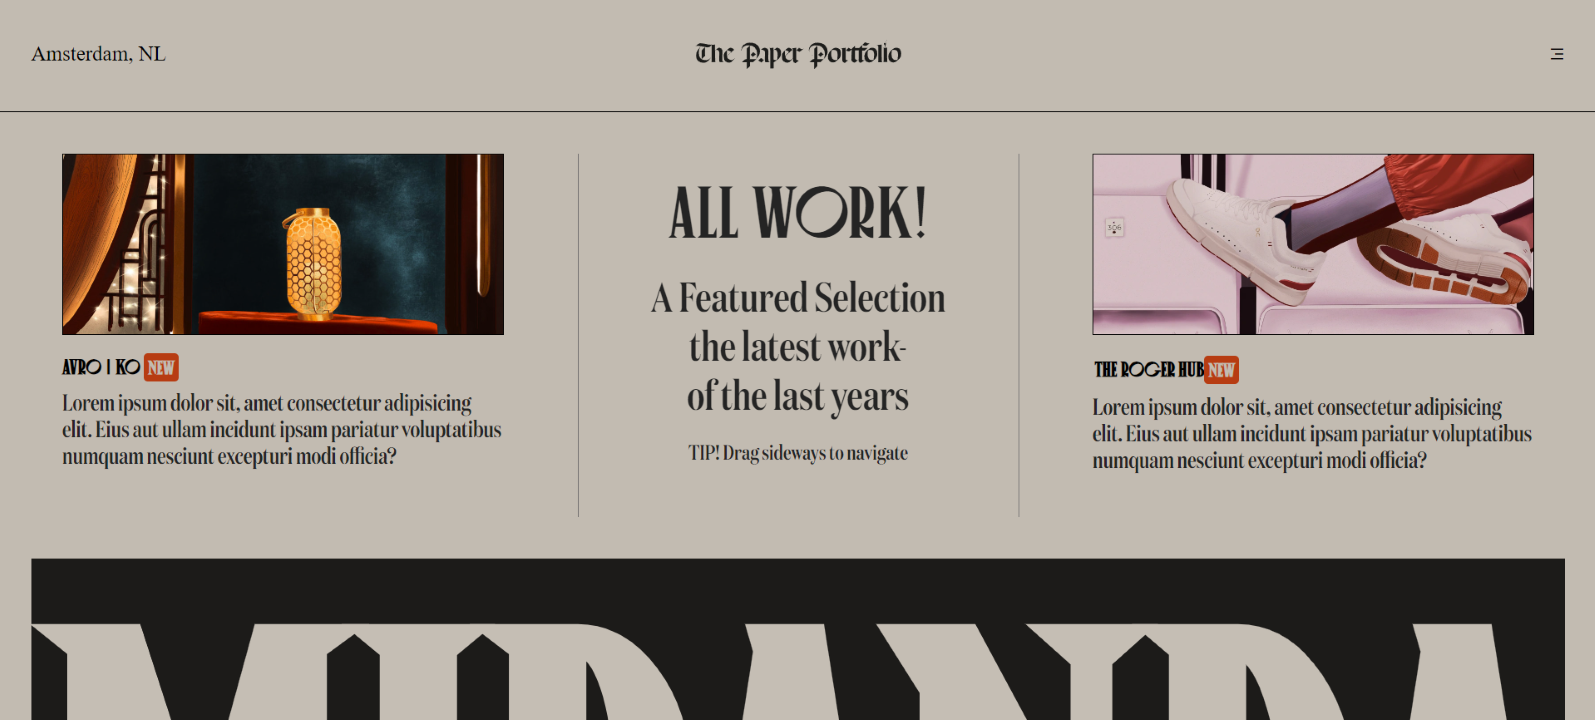 Amsterdam, NL
The Paper Portfolio
306
AVRO | KO NEW
Lorem ipsum dolor sit, amet consectetur adipisicing
elit. Eius aut ullam incidunt ipsam pariatur voluptatibus
numquam nesciunt excepturi modi officia?
ALL WORK!
A Featured Selection
the latest work-
of the last years
TIP! Drag sideways to navigate
THE ROGER HUB NEW
Lorem ipsum dolor sit, amet consectetur adipisicing
elit. Eius aut ullam incidunt ipsam pariatur voluptatibus
numquam nesciunt excepturi modi officia?